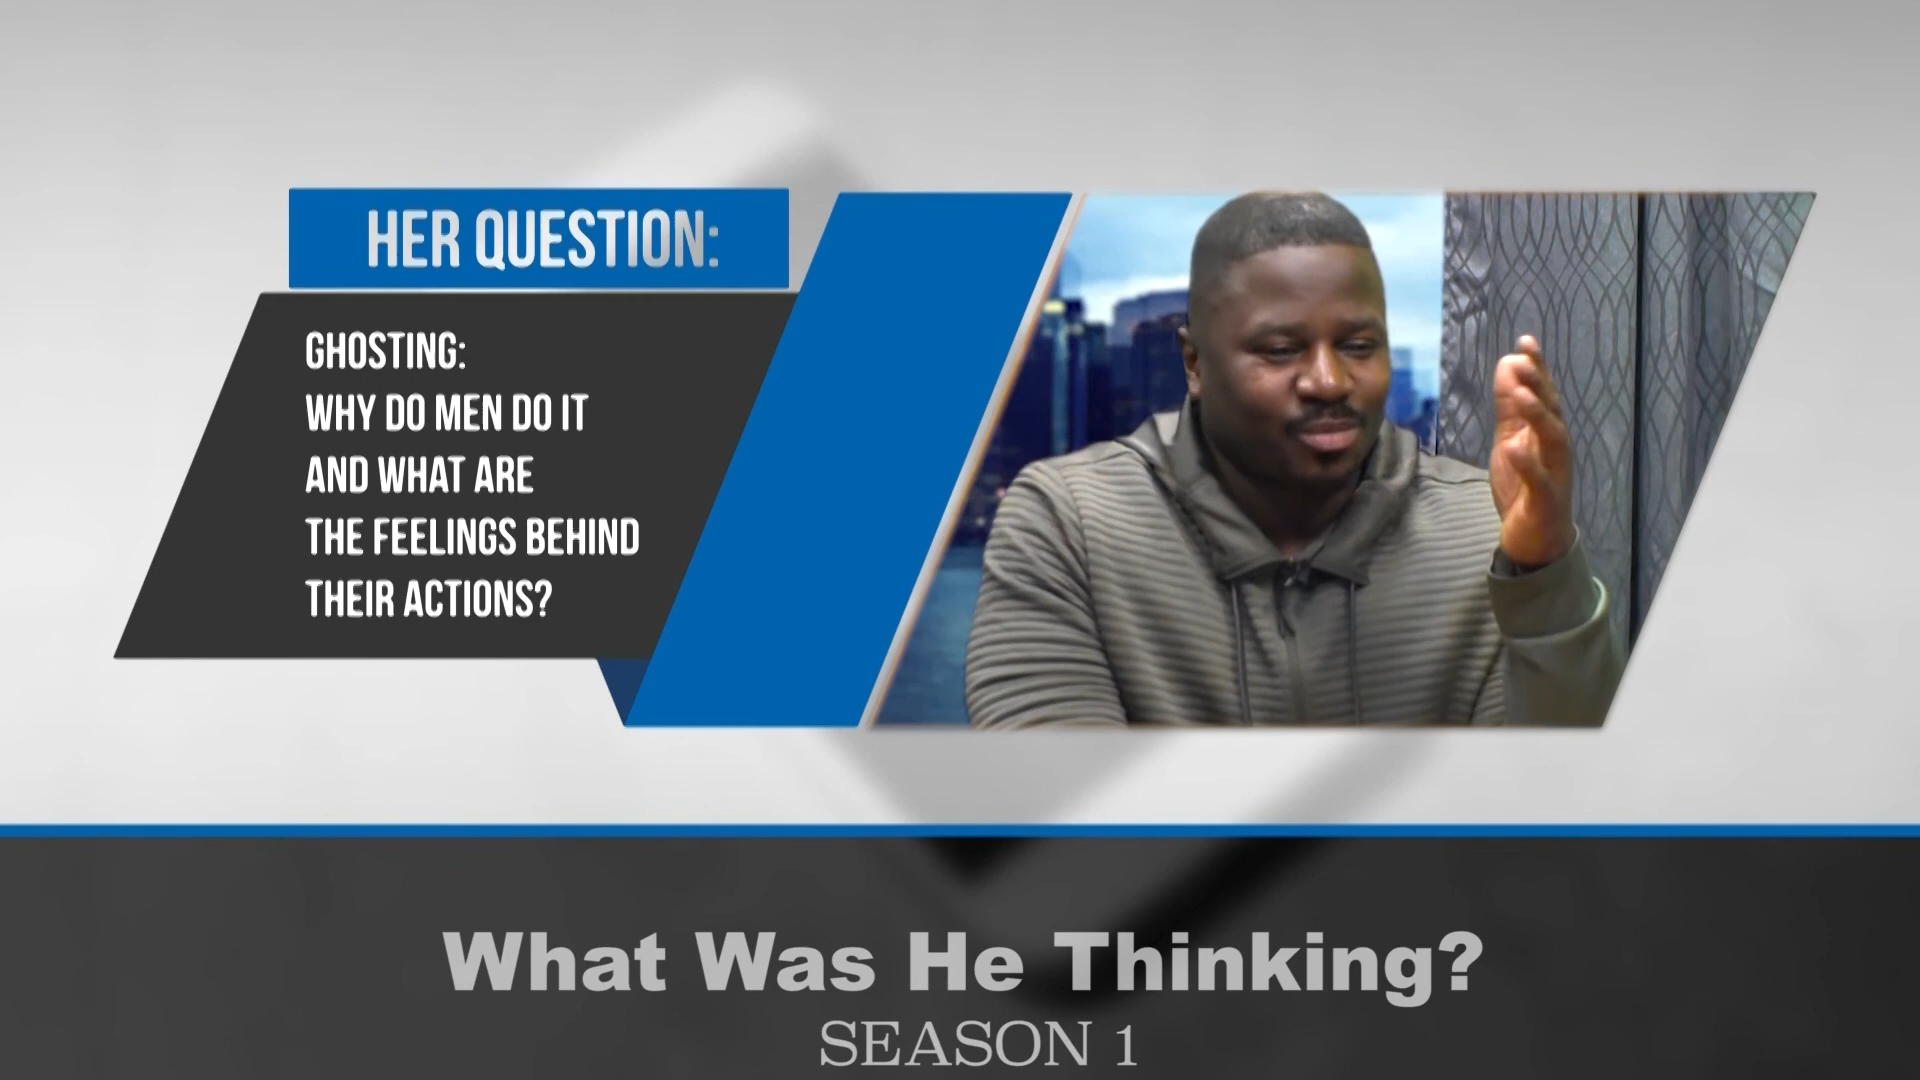 HER QUESTION:
GHOSTING:
WHY DO MEN DO IT
AND WHAT ARE
THE FEELINGS BEHIND
THEIR ACTIONS?
What Was He Thinking?
SEASON 1